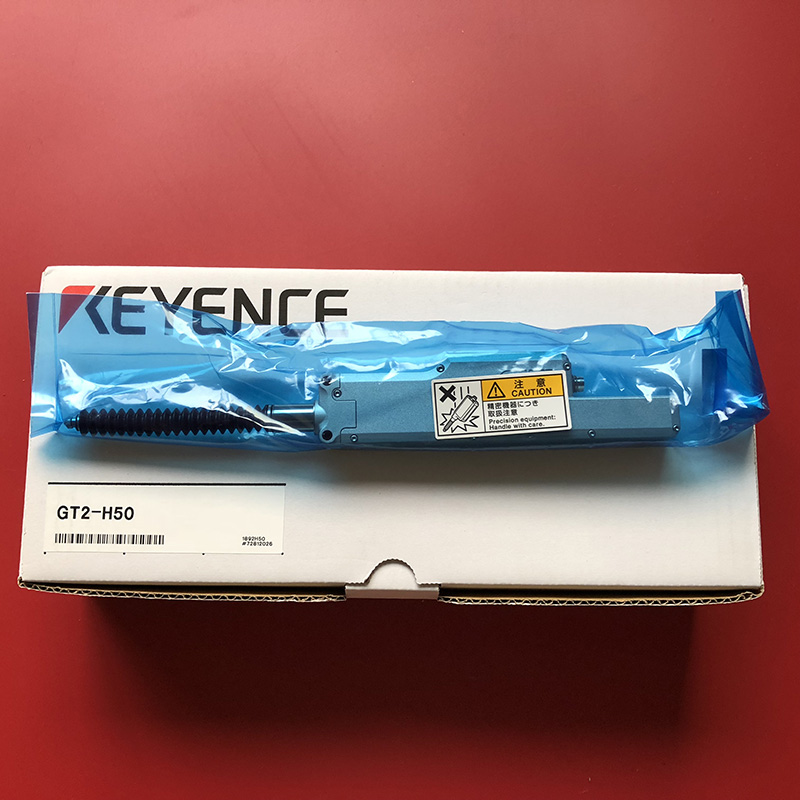 KEYENCE
注 意
CAUTION
精密機器につき
取扱注意
Precision equipment:
Handle with care.
GT2-H50
1892H50
#72812026